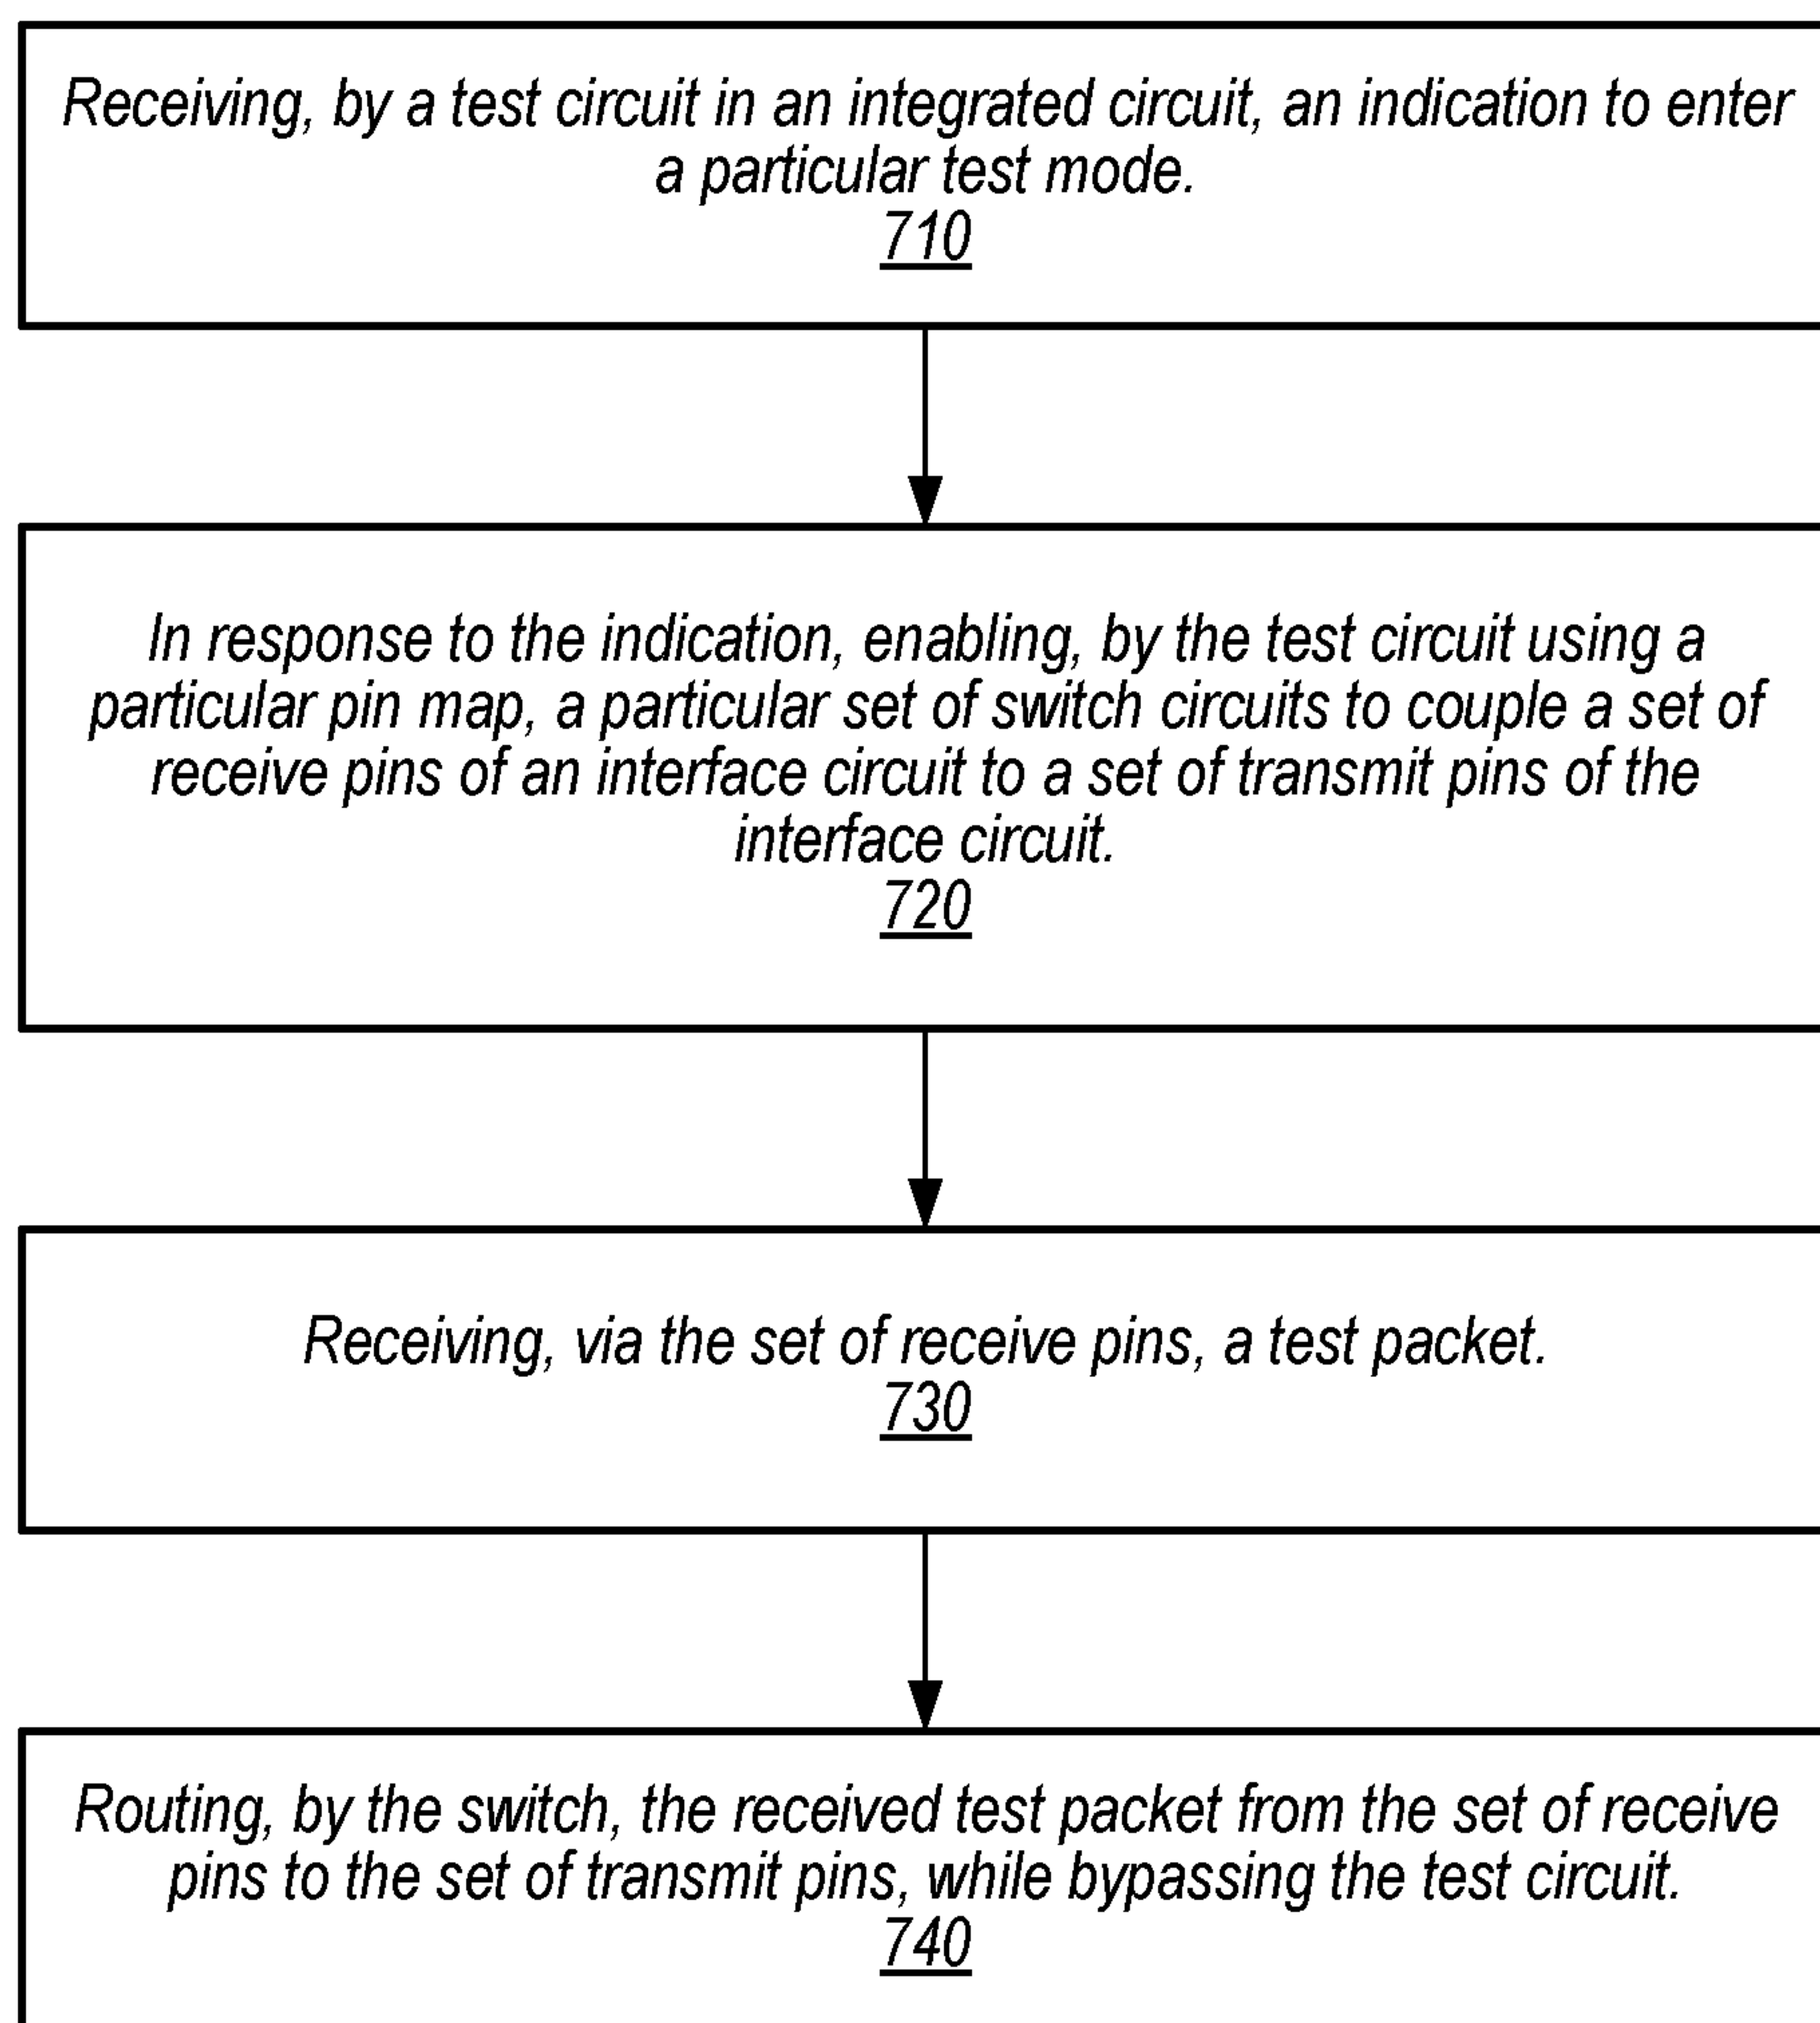 Receiving, by a test circuit in an integrated circuit, an indication to enter
a particular test mode.
710
In response to the indication, enabling, by the test circuit using a
particular pin map, a particular set of switch circuits to couple a set of
receive pins of an interface circuit to a set of transmit pins of the
interface circuit.
720
Receiving, via the set of receive pins, a test packet.
730
Routing, by the switch, the received test packet from the set of receive
pins to the set of transmit pins, while bypassing the test circuit.
740